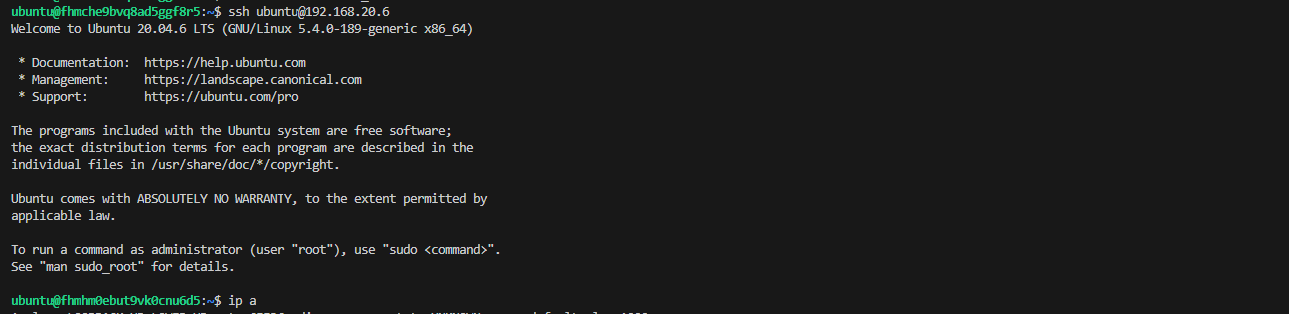 ubuntu@fhmche9bvq8ad5ggf8r5:~$ ssh ubuntu@192.168.20.6
Welcome to Ubuntu 20.04.6 LTS (GNU/Linux 5.4.0-189-generic x86_64)
* Documentation: https://help.ubuntu.com
* Management: https://landscape.canonical.com
* Support: https://ubuntu.com/pro
The programs included with the Ubuntu system are free software;
the exact distribution terms for each program are described in the
individual files in /usr/share/doc/*/copyright.
Ubuntu comes with ABSOLUTELY NO WARRANTY, to the extent permitted by
applicable law.
To run a command as administrator (user "root"), use "sudo <command>".
See "man sudo_root" for details.
ubuntu@fhmhm0ebut9vk0cnu6d5:~$ ip a